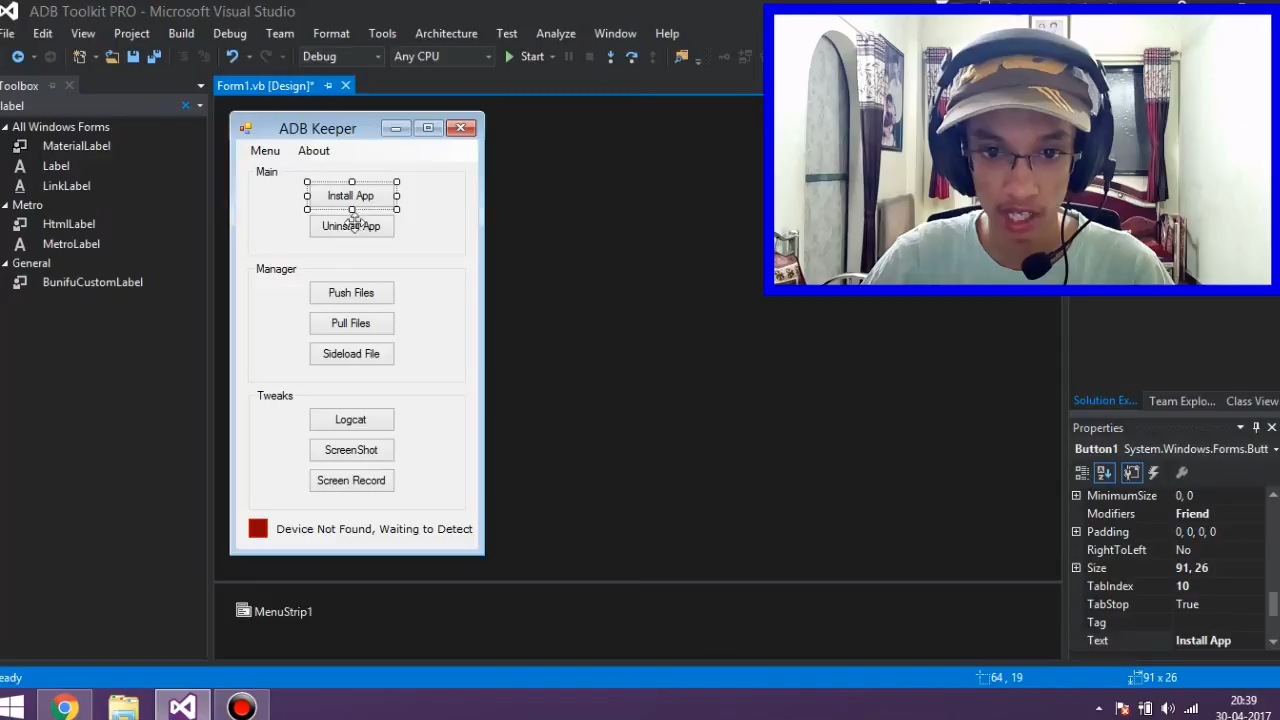 ADB Toolkit PRO - Microsoft Visual Studio
File Edit View Project Build Debug Team Format Tools Architecture Test Analyze Window Help
Debug Any CPU Start
Toolbox
Form1.vb [Design]*
label
All Windows Forms
MaterialLabel
Label
LinkLabel
Metro
HtmlLabel
MetroLabel
General
BunifuCustomLabel
ADB Keeper
Menu About
Main
Install App
Uninstall App
Manager
Push Files
Pull Files
Sideload File
Tweaks
Logcat
ScreenShot
Screen Record
Device Not Found, Waiting to Detect
MenuStrip1
Solution Ex... Team Explo... Class View
Properties
Button1 System.Windows.Forms.Butt
MinimumSize 0, 0
Modifiers Friend
Padding 0, 0, 0, 0
RightToLeft No
Size 91, 26
TabIndex 10
TabStop True
Tag
Text Install App
eady
64 , 19
91 x 26
20:39
30-04-2017